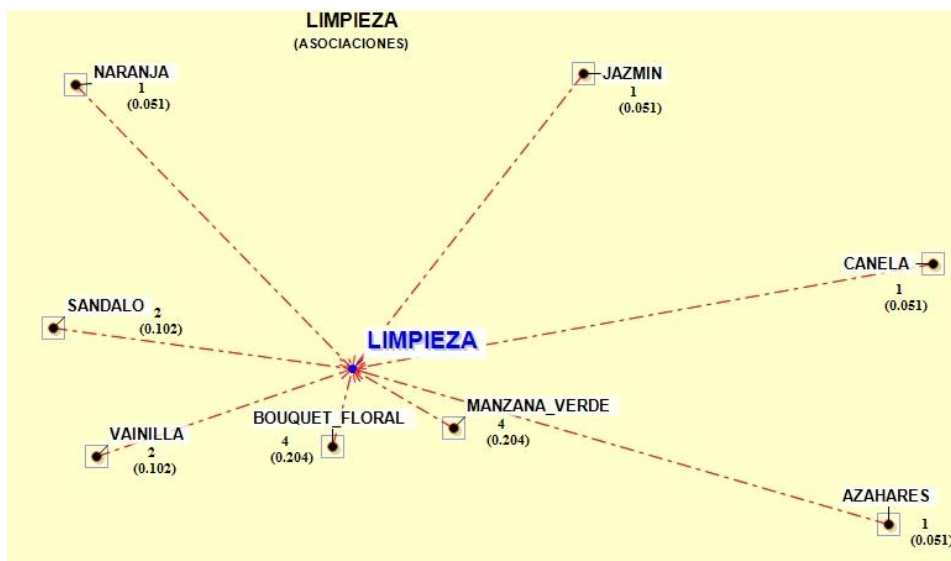 LIMPIEZA
(ASOCIACIONES)
NARANJA
1
(0.051)
JAZMIN
1
(0.051)
CANELA
1
(0.051)
SANDALO 2
(0.102)
LIMPIEZA
MANZANA_VERDE
4
(0.204)
BOUQUET_FLORAL
4
(0.204)
VAINILLA
2
(0.102)
AZAHARES
1
(0.051)